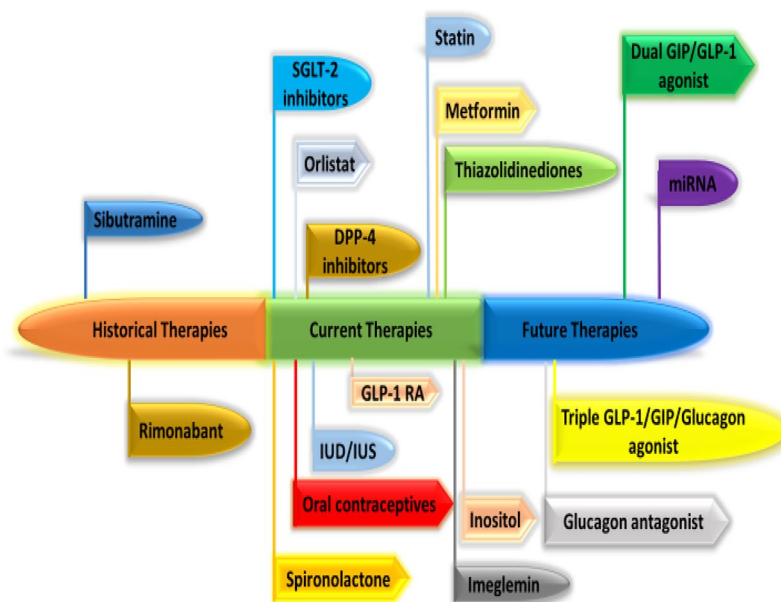 Statin
Dual GIP/GLP-1
agonist
SGLT-2
inhibitors
Metformin
Orlistat
Thiazolidinediones
miRNA
Sibutramine
DPP-4
inhibitors
Historical Therapies
Current Therapies
Future Therapies
GLP-1 RA
Rimonabant
IUD/IUS
Triple GLP-1/GIP/Glucagon
agonist
Oral contraceptives
Inositol
Glucagon antagonist
Spironolactone
Imeglemin